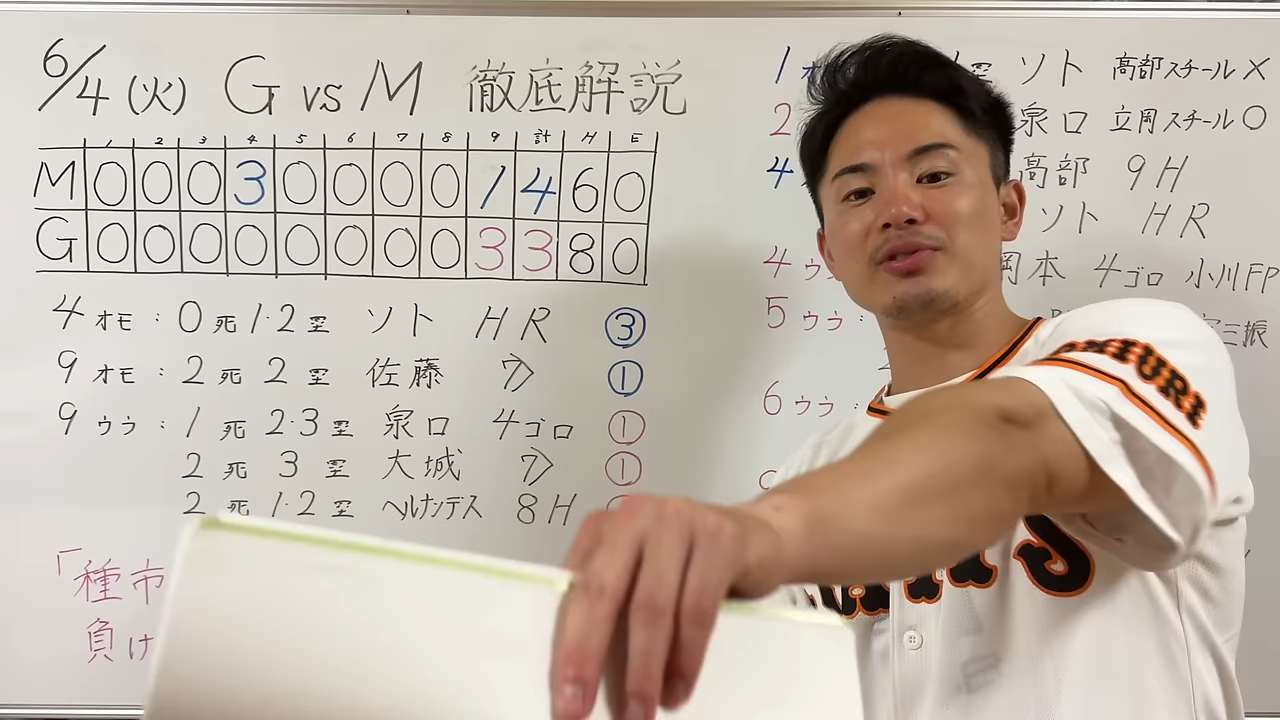 6/4 (火) G vs M 徹底解説
1 2 3 4 5 6 7 8 9 計 H E
M 0 0 0 3 0 0 0 0 1 4 6 0
G 0 0 0 0 0 0 0 0 3 3 8 0
4オモ：0死1・2塁 ソト HR ③
9オモ：2死2塁 佐藤 7> ①
9ウラ：1死2・3塁 泉口 4ゴロ ①
2死3塁 大城 7> ①
2死1・2塁 ヘルナンデス 8H
「種市
負け
1オ 塁 ソト 高部スチール×
2 泉口 立岡スチール○
4 高部 9H
ソト HR
4ウラ 岡本 4ゴロ 小川FP
5ウラ： 三振
6ウラ：
YOMIURI